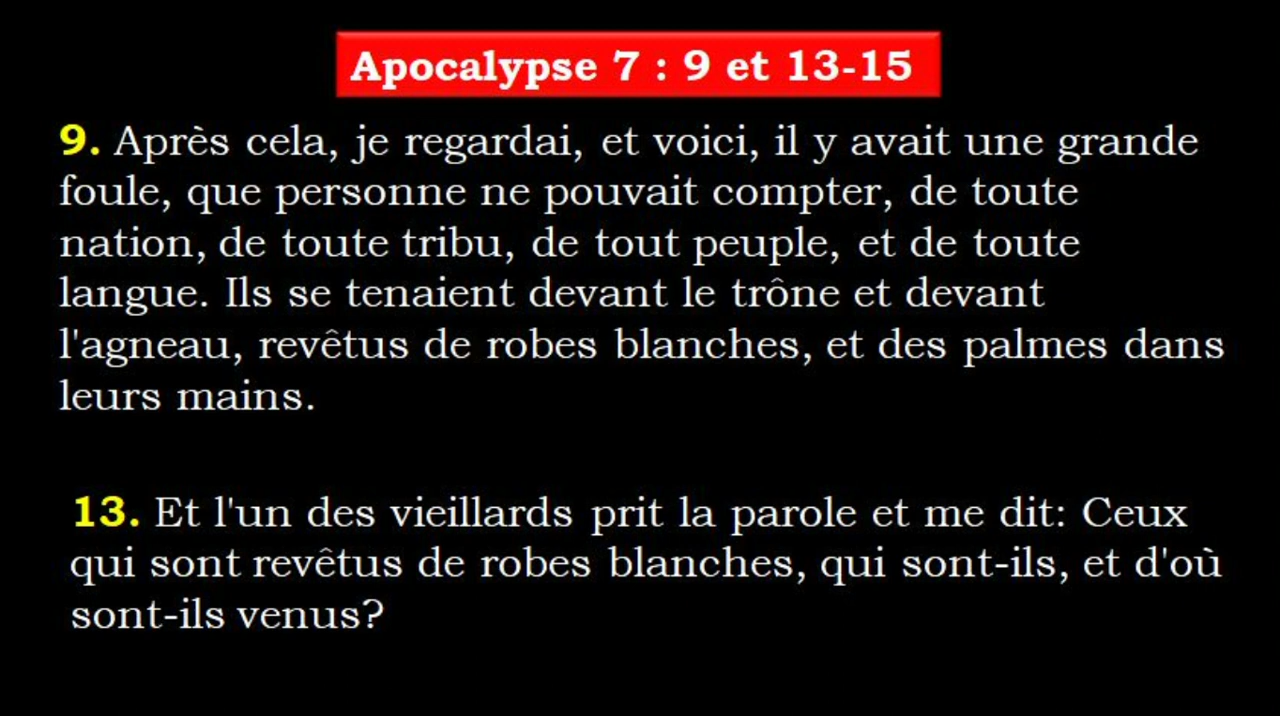 Apocalypse 7 : 9 et 13-15
9. Après cela, je regardai, et voici, il y avait une grande
foule, que personne ne pouvait compter, de toute
nation, de toute tribu, de tout peuple, et de toute
langue. Ils se tenaient devant le trône et devant
l'agneau, revêtus de robes blanches, et des palmes dans
leurs mains.
13. Et l'un des vieillards prit la parole et me dit: Ceux
qui sont revêtus de robes blanches, qui sont-ils, et d'où
sont-ils venus?